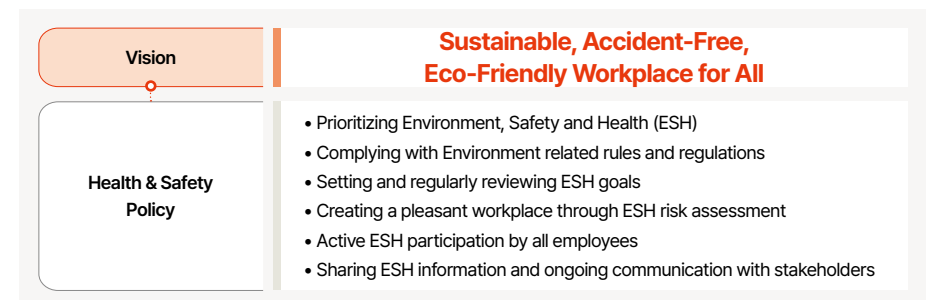 Vision
Sustainable, Accident-Free,
Eco-Friendly Workplace for All
Health & Safety
Policy
• Prioritizing Environment, Safety and Health (ESH)
• Complying with Environment related rules and regulations
• Setting and regularly reviewing ESH goals
• Creating a pleasant workplace through ESH risk assessment
• Active ESH participation by all employees
• Sharing ESH information and ongoing communication with stakeholders